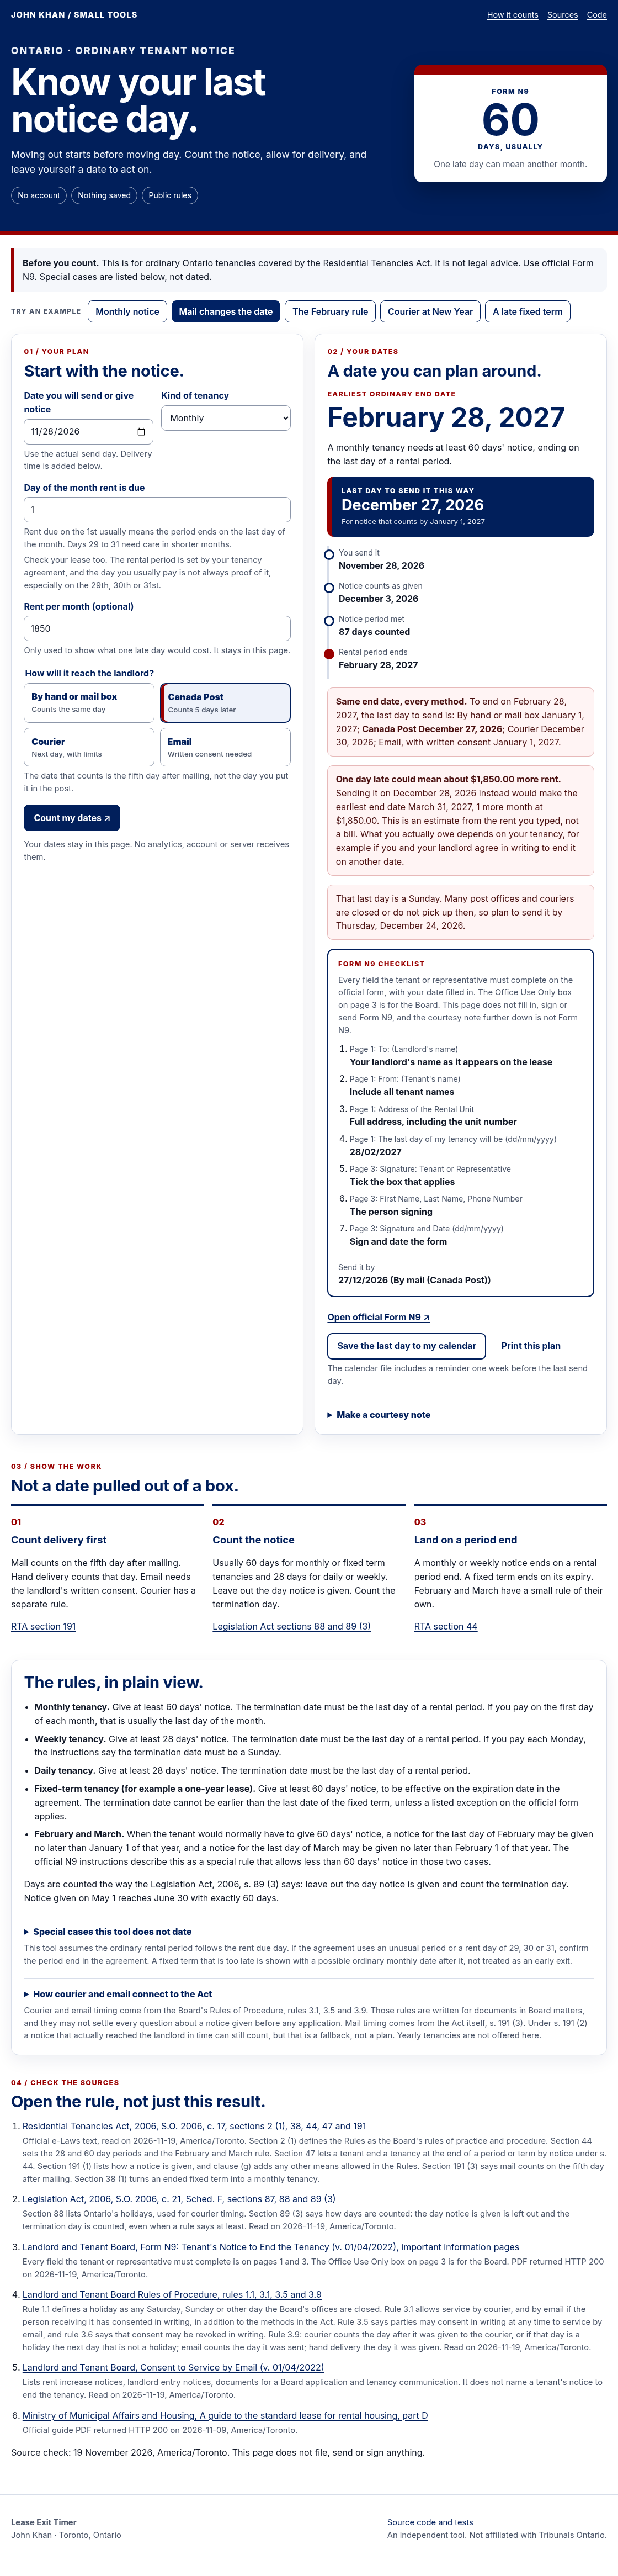 JOHN KHAN / SMALL TOOLS
How it counts Sources Code
ONTARIO · ORDINARY TENANT NOTICE
Know your last
notice day.
Moving out starts before moving day. Count the notice, allow for delivery, and
leave yourself a date to act on.
No account Nothing saved Public rules
FORM N9
60
DAYS, USUALLY
One late day can mean another month.
Before you count. This is for ordinary Ontario tenancies covered by the Residential Tenancies Act. It is not legal advice. Use official Form
N9. Special cases are listed below, not dated.
TRY AN EXAMPLE Monthly notice Mail changes the date The February rule Courier at New Year A late fixed term
01 / YOUR PLAN
Start with the notice.
Date you will send or give
notice
11/28/2026
Use the actual send day. Delivery
time is added below.
Kind of tenancy
Monthly
Day of the month rent is due
1
Rent due on the 1st usually means the period ends on the last day of
the month. Days 29 to 31 need care in shorter months.
Check your lease too. The rental period is set by your tenancy
agreement, and the day you usually pay is not always proof of it,
especially on the 29th, 30th or 31st.
Rent per month (optional)
1850
Only used to show what one late day would cost. It stays in this page.
How will it reach the landlord?
By hand or mail box
Counts the same day
Canada Post
Counts 5 days later
Courier
Next day, with limits
Email
Written consent needed
The date that counts is the fifth day after mailing, not the day you put
it in the post.
Count my dates ↗
Your dates stay in this page. No analytics, account or server receives
them.
02 / YOUR DATES
A date you can plan around.
EARLIEST ORDINARY END DATE
February 28, 2027
A monthly tenancy needs at least 60 days' notice, ending on
the last day of a rental period.
LAST DAY TO SEND IT THIS WAY
December 27, 2026
For notice that counts by January 1, 2027
You send it
November 28, 2026
Notice counts as given
December 3, 2026
Notice period met
87 days counted
Rental period ends
February 28, 2027
Same end date, every method. To end on February 28,
2027, the last day to send is: By hand or mail box January 1,
2027; Canada Post December 27, 2026; Courier December
30, 2026; Email, with written consent January 1, 2027.
One day late could mean about $1,850.00 more rent.
Sending it on December 28, 2026 instead would make the
earliest end date March 31, 2027, 1 more month at
$1,850.00. This is an estimate from the rent you typed, not
a bill. What you actually owe depends on your tenancy, for
example if you and your landlord agree in writing to end it
on another date.
That last day is a Sunday. Many post offices and couriers
are closed or do not pick up then, so plan to send it by
Thursday, December 24, 2026.
FORM N9 CHECKLIST
Every field the tenant or representative must complete on the
official form, with your date filled in. The Office Use Only box
on page 3 is for the Board. This page does not fill in, sign or
send Form N9, and the courtesy note further down is not Form
N9.
1. Page 1: To: (Landlord's name)
Your landlord's name as it appears on the lease
2. Page 1: From: (Tenant's name)
Include all tenant names
3. Page 1: Address of the Rental Unit
Full address, including the unit number
4. Page 1: The last day of my tenancy will be (dd/mm/yyyy)
28/02/2027
5. Page 3: Signature: Tenant or Representative
Tick the box that applies
6. Page 3: First Name, Last Name, Phone Number
The person signing
7. Page 3: Signature and Date (dd/mm/yyyy)
Sign and date the form
Send it by
27/12/2026 (By mail (Canada Post))
Open official Form N9 ↗
Save the last day to my calendar Print this plan
The calendar file includes a reminder one week before the last send
day.
▶ Make a courtesy note
03 / SHOW THE WORK
Not a date pulled out of a box.
01
Count delivery first
Mail counts on the fifth day after mailing.
Hand delivery counts that day. Email needs
the landlord's written consent. Courier has a
separate rule.
RTA section 191
02
Count the notice
Usually 60 days for monthly or fixed term
tenancies and 28 days for daily or weekly.
Leave out the day notice is given. Count the
termination day.
Legislation Act sections 88 and 89 (3)
03
Land on a period end
A monthly or weekly notice ends on a rental
period end. A fixed term ends on its expiry.
February and March have a small rule of their
own.
RTA section 44
The rules, in plain view.
• Monthly tenancy. Give at least 60 days' notice. The termination date must be the last day of a rental period. If you pay on the first day
of each month, that is usually the last day of the month.
• Weekly tenancy. Give at least 28 days' notice. The termination date must be the last day of a rental period. If you pay each Monday,
the instructions say the termination date must be a Sunday.
• Daily tenancy. Give at least 28 days' notice. The termination date must be the last day of a rental period.
• Fixed-term tenancy (for example a one-year lease). Give at least 60 days' notice, to be effective on the expiration date in the
agreement. The termination date cannot be earlier than the last date of the fixed term, unless a listed exception on the official form
applies.
• February and March. When the tenant would normally have to give 60 days' notice, a notice for the last day of February may be given
no later than January 1 of that year, and a notice for the last day of March may be given no later than February 1 of that year. The
official N9 instructions describe this as a special rule that allows less than 60 days' notice in those two cases.
Days are counted the way the Legislation Act, 2006, s. 89 (3) says: leave out the day notice is given and count the termination day.
Notice given on May 1 reaches June 30 with exactly 60 days.
▶ Special cases this tool does not date
This tool assumes the ordinary rental period follows the rent due day. If the agreement uses an unusual period or a rent day of 29, 30 or 31, confirm
the period end in the agreement. A fixed term that is too late is shown with a possible ordinary monthly date after it, not treated as an early exit.
▶ How courier and email connect to the Act
Courier and email timing come from the Board's Rules of Procedure, rules 3.1, 3.5 and 3.9. Those rules are written for documents in Board matters,
and they may not settle every question about a notice given before any application. Mail timing comes from the Act itself, s. 191 (3). Under s. 191 (2)
a notice that actually reached the landlord in time can still count, but that is a fallback, not a plan. Yearly tenancies are not offered here.
04 / CHECK THE SOURCES
Open the rule, not just this result.
1. Residential Tenancies Act, 2006, S.O. 2006, c. 17, sections 2 (1), 38, 44, 47 and 191
Official e-Laws text, read on 2026-11-19, America/Toronto. Section 2 (1) defines the Rules as the Board's rules of practice and procedure. Section 44
sets the 28 and 60 day periods and the February and March rule. Section 47 lets a tenant end a tenancy at the end of a period or term by notice under s.
44. Section 191 (1) lists how a notice is given, and clause (g) adds any other means allowed in the Rules. Section 191 (3) says mail counts on the fifth day
after mailing. Section 38 (1) turns an ended fixed term into a monthly tenancy.
2. Legislation Act, 2006, S.O. 2006, c. 21, Sched. F, sections 87, 88 and 89 (3)
Section 88 lists Ontario's holidays, used for courier timing. Section 89 (3) says how days are counted: the day notice is given is left out and the
termination day is counted, even when a rule says at least. Read on 2026-11-19, America/Toronto.
3. Landlord and Tenant Board, Form N9: Tenant's Notice to End the Tenancy (v. 01/04/2022), important information pages
Every field the tenant or representative must complete is on pages 1 and 3. The Office Use Only box on page 3 is for the Board. PDF returned HTTP 200
on 2026-11-19, America/Toronto.
4. Landlord and Tenant Board Rules of Procedure, rules 1.1, 3.1, 3.5 and 3.9
Rule 1.1 defines a holiday as any Saturday, Sunday or other day the Board's offices are closed. Rule 3.1 allows service by courier, and by email if the
person receiving it has consented in writing, in addition to the methods in the Act. Rule 3.5 says parties may consent in writing at any time to service by
email, and rule 3.6 says that consent may be revoked in writing. Rule 3.9: courier counts the day after it was given to the courier, or if that day is a
holiday the next day that is not a holiday; email counts the day it was sent; hand delivery the day it was given. Read on 2026-11-19, America/Toronto.
5. Landlord and Tenant Board, Consent to Service by Email (v. 01/04/2022)
Lists rent increase notices, landlord entry notices, documents for a Board application and tenancy communication. It does not name a tenant's notice to
end the tenancy. Read on 2026-11-19, America/Toronto.
6. Ministry of Municipal Affairs and Housing, A guide to the standard lease for rental housing, part D
Official guide PDF returned HTTP 200 on 2026-11-09, America/Toronto.
Source check: 19 November 2026, America/Toronto. This page does not file, send or sign anything.
Lease Exit Timer
John Khan · Toronto, Ontario
Source code and tests
An independent tool. Not affiliated with Tribunals Ontario.